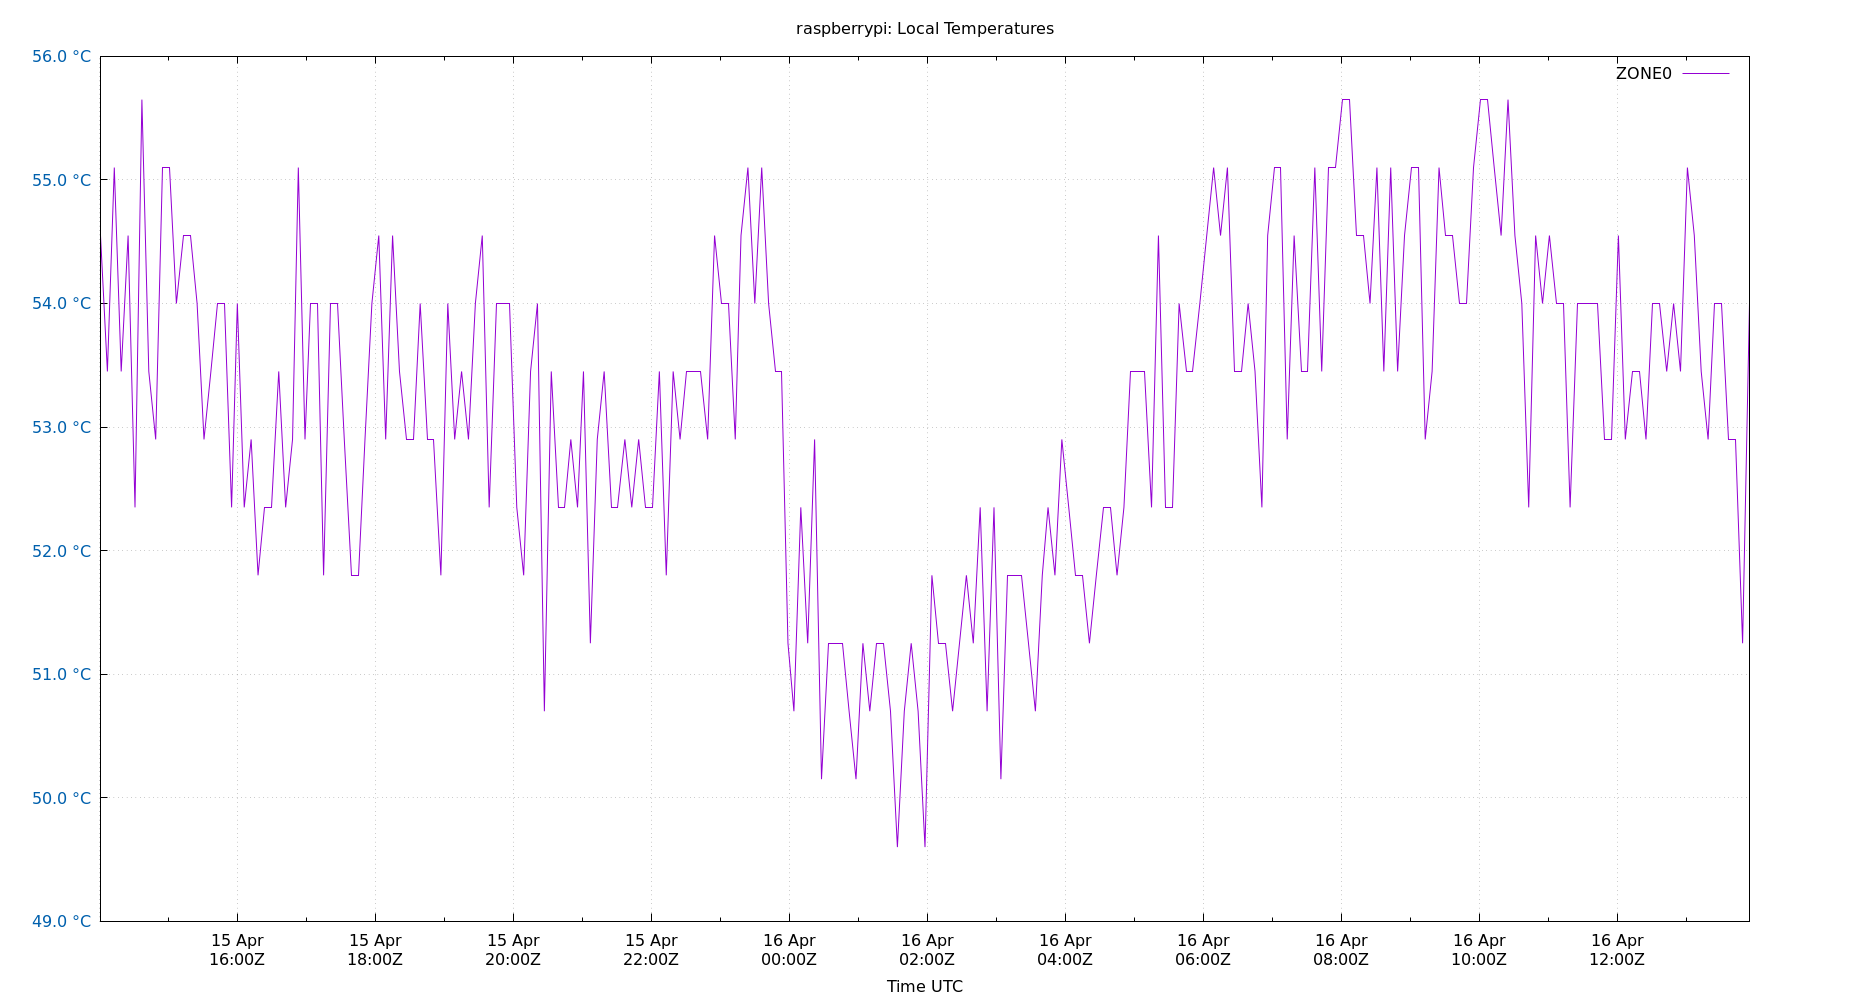 raspberrypi: Local Temperatures
56.0 °C
ZONE0
55.0 °C
54.0 °C
53.0 °C
52.0 °C
51.0 °C
50.0 °C
49.0 °C
15 Apr 15 Apr 15 Apr 15 Apr 16 Apr 16 Apr 16 Apr 16 Apr 16 Apr 16 Apr 16 Apr
16:00Z 18:00Z 20:00Z 22:00Z 00:00Z 02:00Z 04:00Z 06:00Z 08:00Z 10:00Z 12:00Z
Time UTC